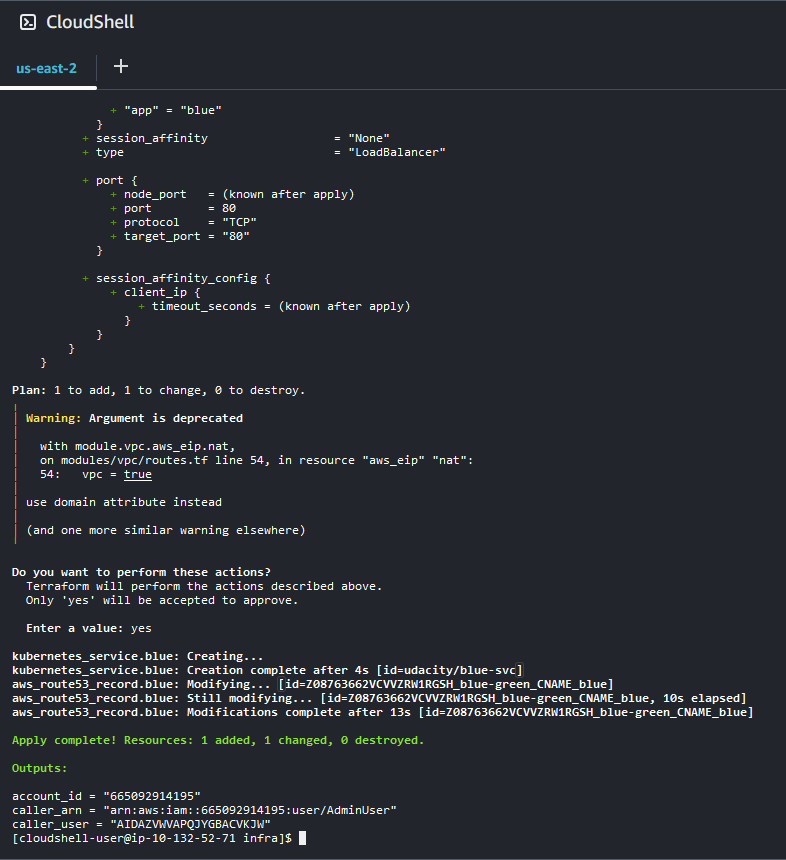 CloudShell
us-east-2 +
+ "app" = "blue"
}
+ session_affinity = "None"
+ type = "LoadBalancer"
+ port {
+ node_port = (known after apply)
+ port = 80
+ protocol = "TCP"
+ target_port = "80"
}
+ session_affinity_config {
+ client_ip {
+ timeout_seconds = (known after apply)
}
}
}
}
Plan: 1 to add, 1 to change, 0 to destroy.
Warning: Argument is deprecated
with module.vpc.aws_eip.nat,
on modules/vpc/routes.tf line 54, in resource "aws_eip" "nat":
54: vpc = true
use domain attribute instead
(and one more similar warning elsewhere)
Do you want to perform these actions?
Terraform will perform the actions described above.
Only 'yes' will be accepted to approve.
Enter a value: yes
kubernetes_service.blue: Creating...
kubernetes_service.blue: Creation complete after 4s [id=udacity/blue-svc]
aws_route53_record.blue: Modifying... [id=Z08763662VCVVZRW1RGSH_blue-green_CNAME_blue]
aws_route53_record.blue: Still modifying... [id=Z08763662VCVVZRW1RGSH_blue-green_CNAME_blue, 10s elapsed]
aws_route53_record.blue: Modifications complete after 13s [id=Z08763662VCVVZRW1RGSH_blue-green_CNAME_blue]
Apply complete! Resources: 1 added, 1 changed, 0 destroyed.
Outputs:
account_id = "665092914195"
caller_arn = "arn:aws:iam::665092914195:user/AdminUser"
caller_user = "AIDAZVWVAPQJYGBACVKJW"
[cloudshell-user@ip-10-132-52-71 infra]$